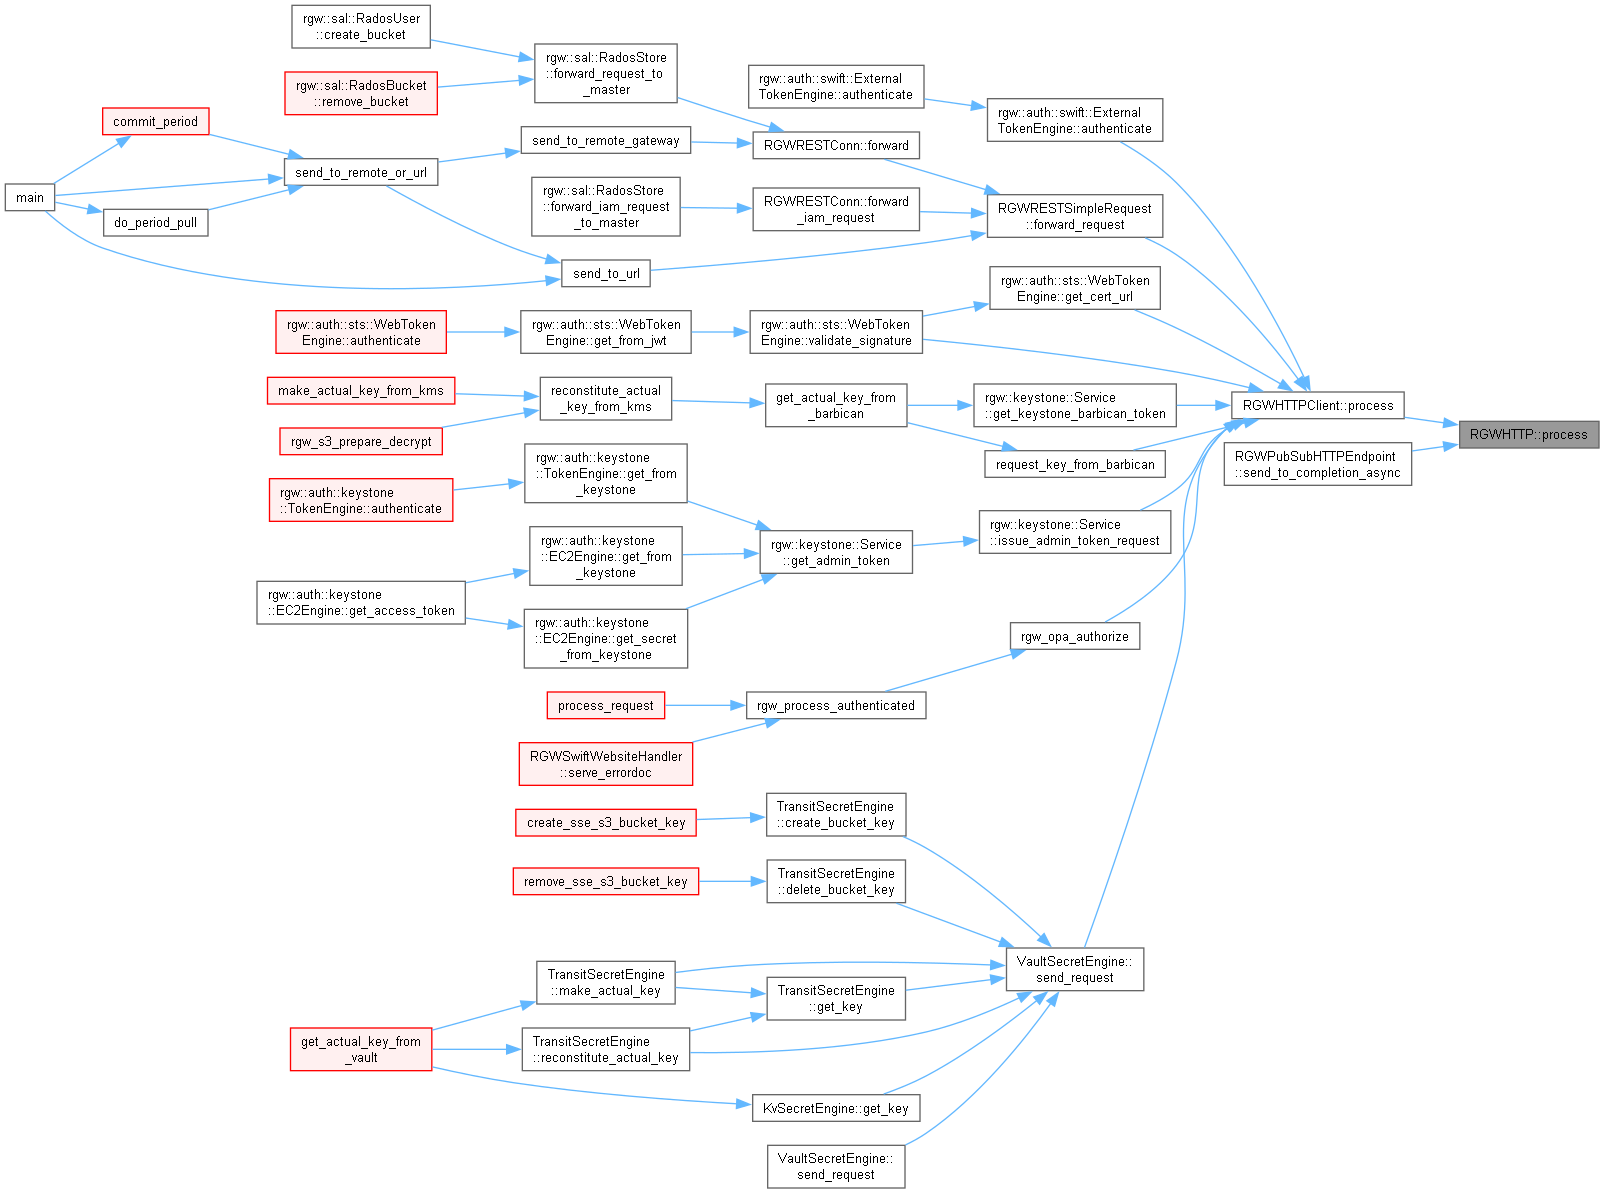 rgw::sal::RadosUser
::create_bucket
rgw::sal::RadosStore
::forward_request_to
_master
rgw::auth::swift::External
TokenEngine::authenticate
rgw::sal::RadosBucket
::remove_bucket
rgw::auth::swift::External
TokenEngine::authenticate
commit_period
send_to_remote_gateway
RGWRESTConn::forward
send_to_remote_or_url
main
rgw::sal::RadosStore
::forward_iam_request
_to_master
RGWRESTConn::forward
_iam_request
RGWRESTSimpleRequest
::forward_request
do_period_pull
send_to_url
rgw::auth::sts::WebToken
Engine::get_cert_url
rgw::auth::sts::WebToken
Engine::authenticate
rgw::auth::sts::WebToken
Engine::get_from_jwt
rgw::auth::sts::WebToken
Engine::validate_signature
make_actual_key_from_kms
reconstitute_actual
_key_from_kms
get_actual_key_from
_barbican
rgw::keystone::Service
::get_keystone_barbican_token
RGWHTTPClient::process
RGWHTTP::process
rgw_s3_prepare_decrypt
request_key_from_barbican
RGWPubSubHTTPEndpoint
::send_to_completion_async
rgw::auth::keystone
::TokenEngine::get_from
_keystone
rgw::auth::keystone
::TokenEngine::authenticate
rgw::keystone::Service
::issue_admin_token_request
rgw::auth::keystone
::EC2Engine::get_from
_keystone
rgw::keystone::Service
::get_admin_token
rgw::auth::keystone
::EC2Engine::get_access_token
rgw::auth::keystone
::EC2Engine::get_secret
_from_keystone
rgw_opa_authorize
process_request
rgw_process_authenticated
RGWSwiftWebsiteHandler
::serve_errordoc
create_sse_s3_bucket_key
TransitSecretEngine
::create_bucket_key
remove_sse_s3_bucket_key
TransitSecretEngine
::delete_bucket_key
VaultSecretEngine::
send_request
TransitSecretEngine
::make_actual_key
TransitSecretEngine
::get_key
get_actual_key_from
_vault
TransitSecretEngine
::reconstitute_actual_key
KvSecretEngine::get_key
VaultSecretEngine::
send_request